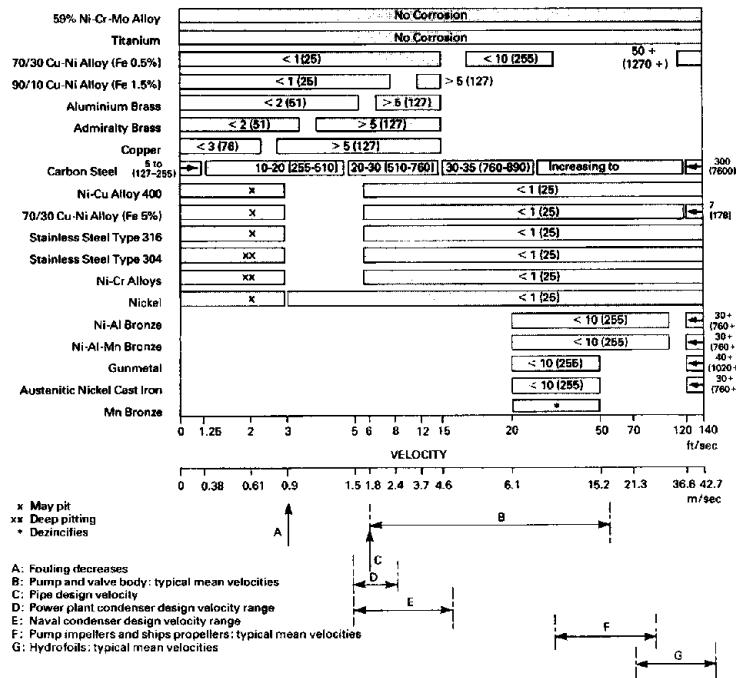 59% Ni-Cr-Mo Alloy No Corrosion
Titanium No Corrosion
70/30 Cu-Ni Alloy (Fe 0.5%) < 1 (25) < 10 (255) 50 + (1270 +)
90/10 Cu-Ni Alloy (Fe 1.5%) < 1 (25) > 5 (127)
Aluminium Brass < 2 (51) > 5 (127)
Admiralty Brass < 2 (51) > 5 (127)
Copper < 3 (76) > 5 (127)
Carbon Steel 5 to (127-255) 10-20 (255-510) 20-30 (510-760) 30-35 (760-890) Increasing to 300 (7600)
Ni-Cu Alloy 400 x < 1 (25)
70/30 Cu-Ni Alloy (Fe 5%) x < 1 (25) 7 (178)
Stainless Steel Type 316 x < 1 (25)
Stainless Steel Type 304 xx < 1 (25)
Ni-Cr Alloys xx < 1 (25)
Nickel x < 1 (25)
Ni-Al Bronze < 10 (255) 30 + (760 +
Ni-Al-Mn Bronze < 10 (255) 30 + (760 +
Gunmetal < 10 (255) 40 + (1020 +
Austenitic Nickel Cast Iron < 10 (255) 30 + (760 +
Mn Bronze *
0 1.25 2 3 5 6 8 12 15 20 50 70 120 140
ft/sec
VELOCITY
0 0.38 0.61 0.9 1.5 1.8 2.4 3.7 4.6 6.1 15.2 21.3 36.6 42.7
m/sec
x May pit
xx Deep pitting
* Dezincifies
A
B
C
D
E
F
G
A: Fouling decreases
B: Pump and valve body: typical mean velocities
C: Pipe design velocity
D: Power plant condenser design velocity range
E: Naval condenser design velocity range
F: Pump impellers and ships propellers: typical mean velocities
G: Hydrofoils: typical mean velocities